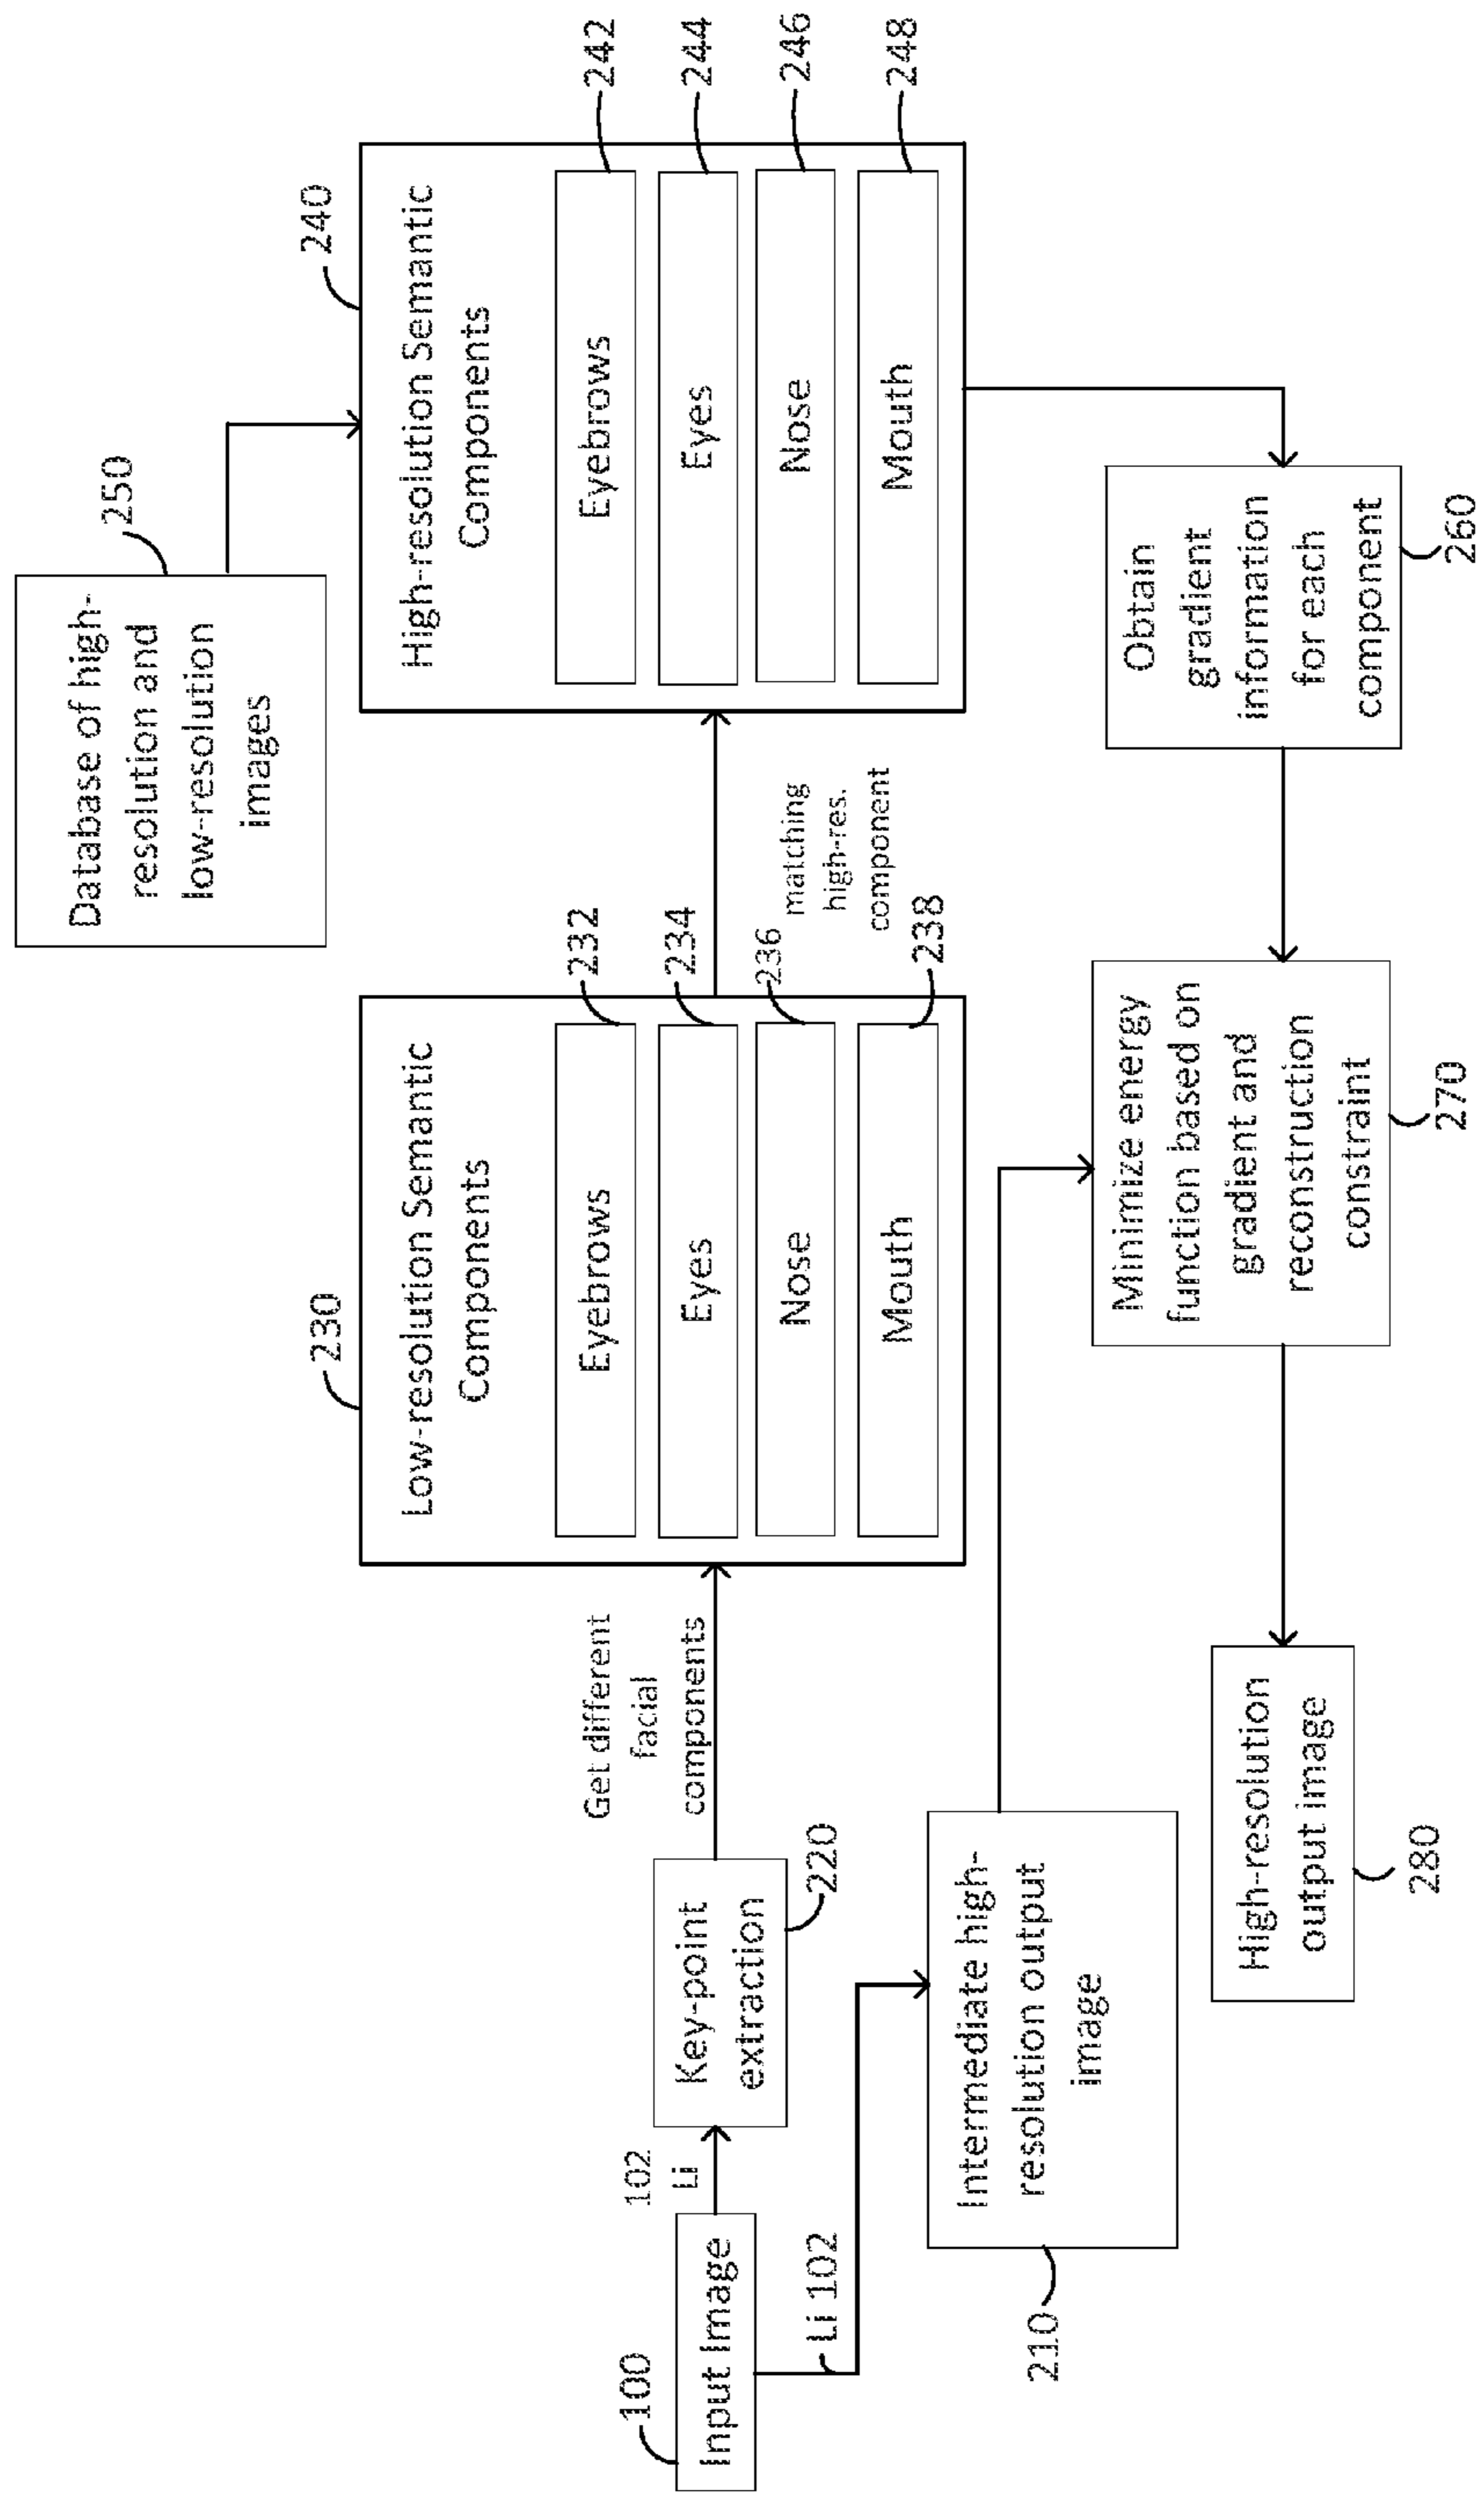 250
Database of high-
resolution and
low-resolution
images
100
Input Image
102
Li
Li 102
Key-point
extraction
220
Get different
facial
components
230
Low-resolution Semantic
Components
Eyebrows
232
Eyes
234
Nose
236
Mouth
238
matching
high-res.
component
240
High-resolution Semantic
Components
Eyebrows
242
Eyes
244
Nose
246
Mouth
248
210
Intermediate high-
resolution output
image
High-resolution
output image
280
Minimize energy
function based on
gradient and
reconstruction
constraint
270
Obtain
gradient
information
for each
component
260